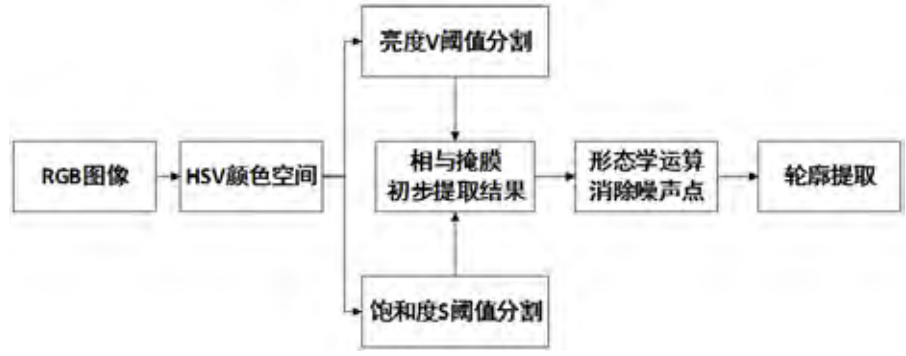 亮度V阈值分割
RGB图像
HSV颜色空间
相与掩膜
初步提取结果
形态学运算
消除噪声点
轮廓提取
饱和度S阈值分割